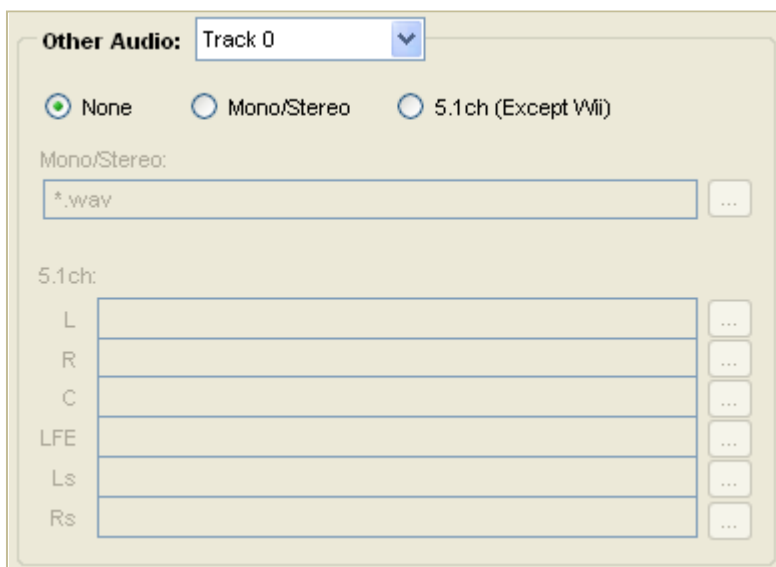 Other Audio: Track 0
None Mono/Stereo 5.1ch (Except Wii)
Mono/Stereo:
*.wav ...
5.1ch:
L ...
R ...
C ...
LFE ...
Ls ...
Rs ...